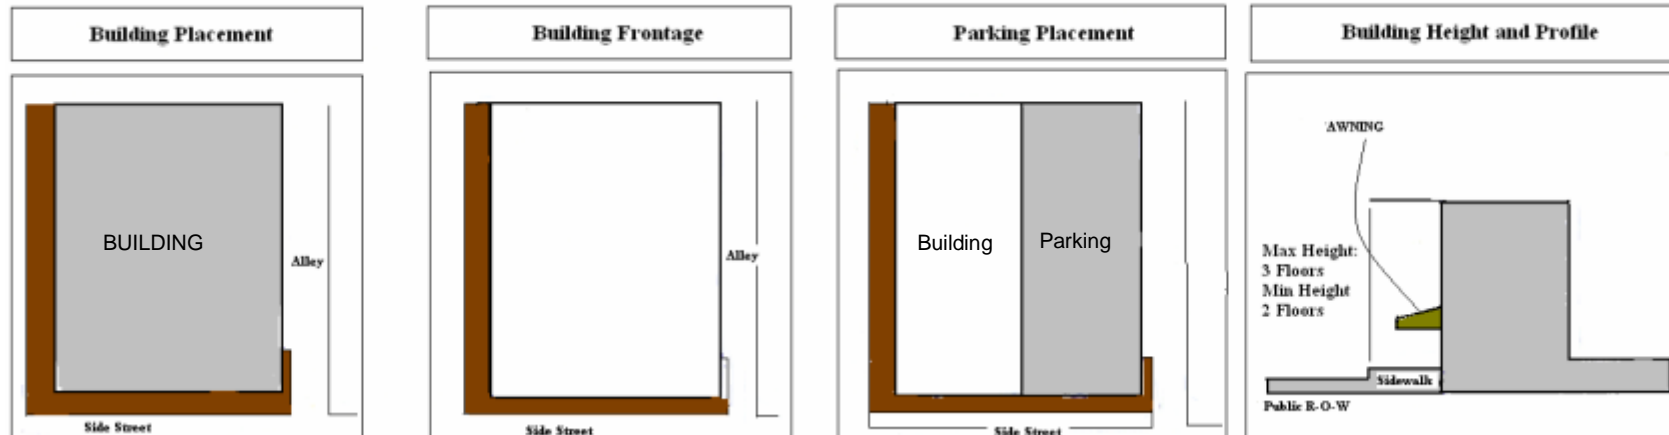 Building Placement
Building Frontage
Parking Placement
Building Height and Profile
BUILDING
Alley
Side Street
Alley
Side Street
Building
Parking
Side Street
AWNING
Max Height:
3 Floors
Min Height
2 Floors
Sidewalk
Public R-O-W